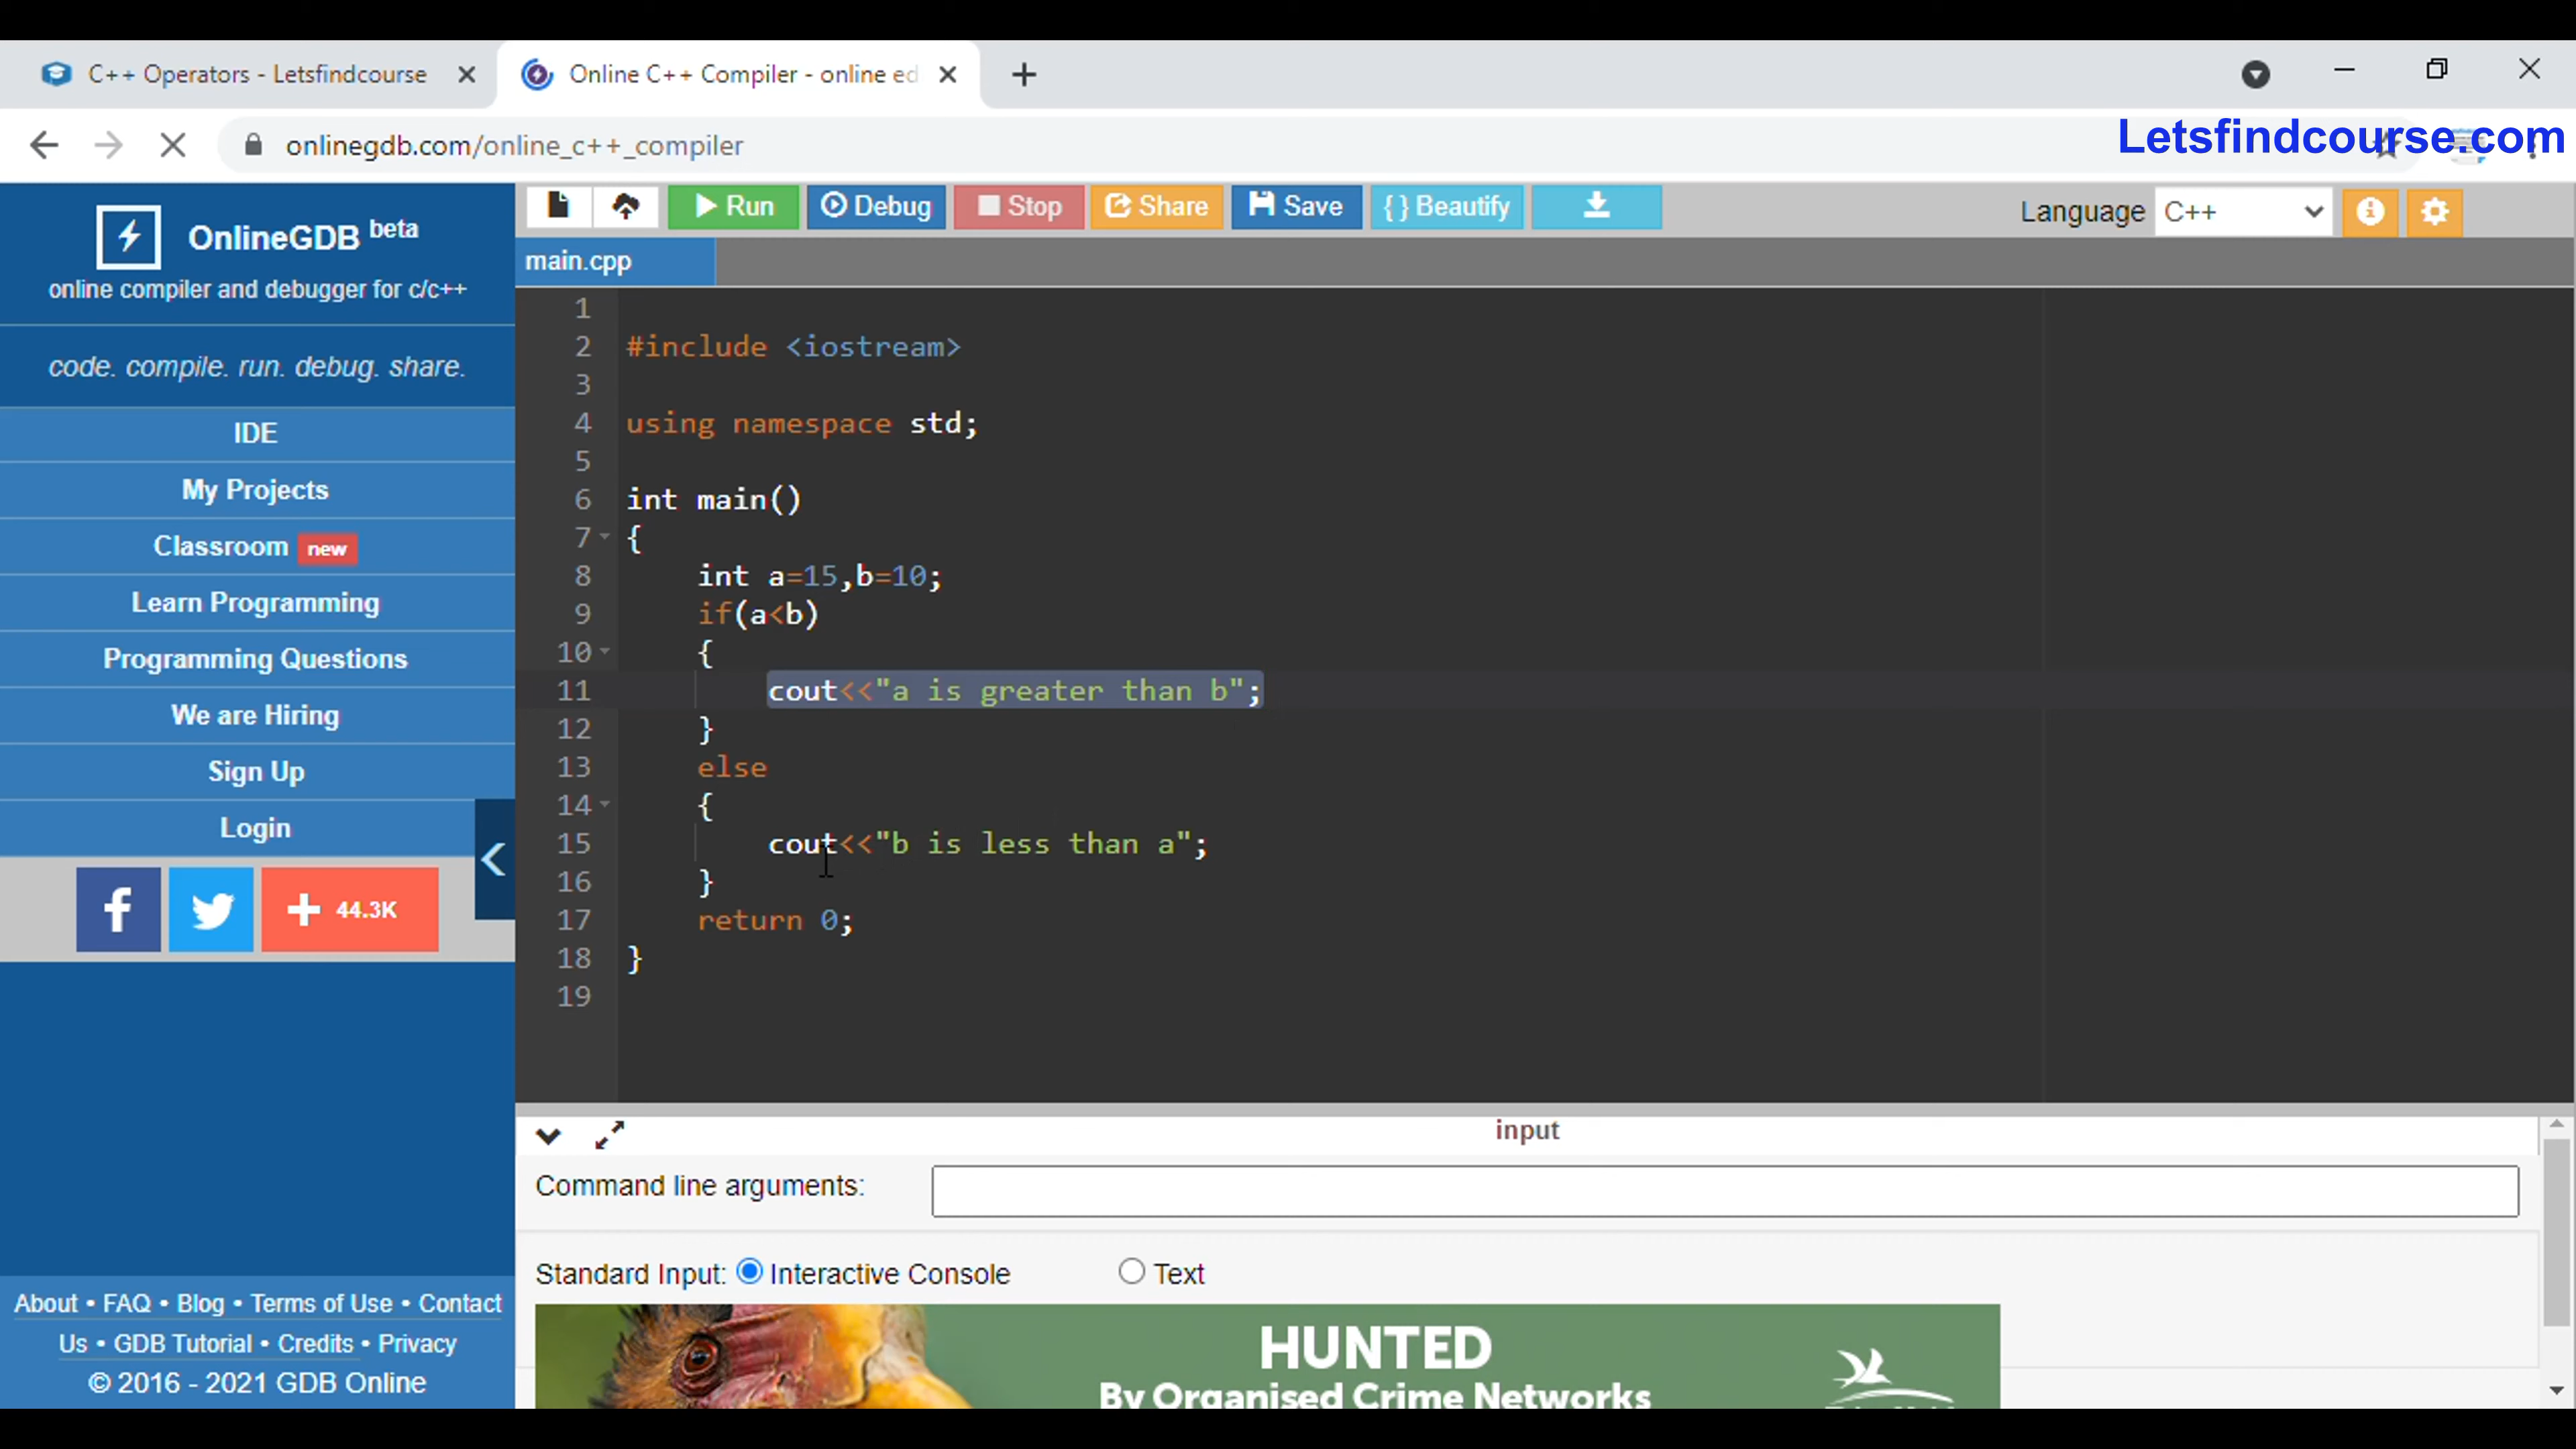 C++ Operators - Letsfindcourse
Online C++ Compiler - online ed
onlinegdb.com/online_c++_compiler
Letsfindcourse.com
OnlineGDB beta
online compiler and debugger for c/c++
code. compile. run. debug. share.
IDE
My Projects
Classroom new
Learn Programming
Programming Questions
We are Hiring
Sign Up
Login
44.3K
About • FAQ • Blog • Terms of Use • Contact
Us • GDB Tutorial • Credits • Privacy
© 2016 - 2021 GDB Online
Run Debug Stop Share Save { } Beautify
Language C++
main.cpp
1
2 #include <iostream>
3
4 using namespace std;
5
6 int main()
7 {
8 int a=15,b=10;
9 if(a<b)
10 {
11 cout<<"a is greater than b";
12 }
13 else
14 {
15 cout<<"b is less than a";
16 }
17 return 0;
18 }
19
input
Command line arguments:
Standard Input: Interactive Console Text
HUNTED
By Organised Crime Networks